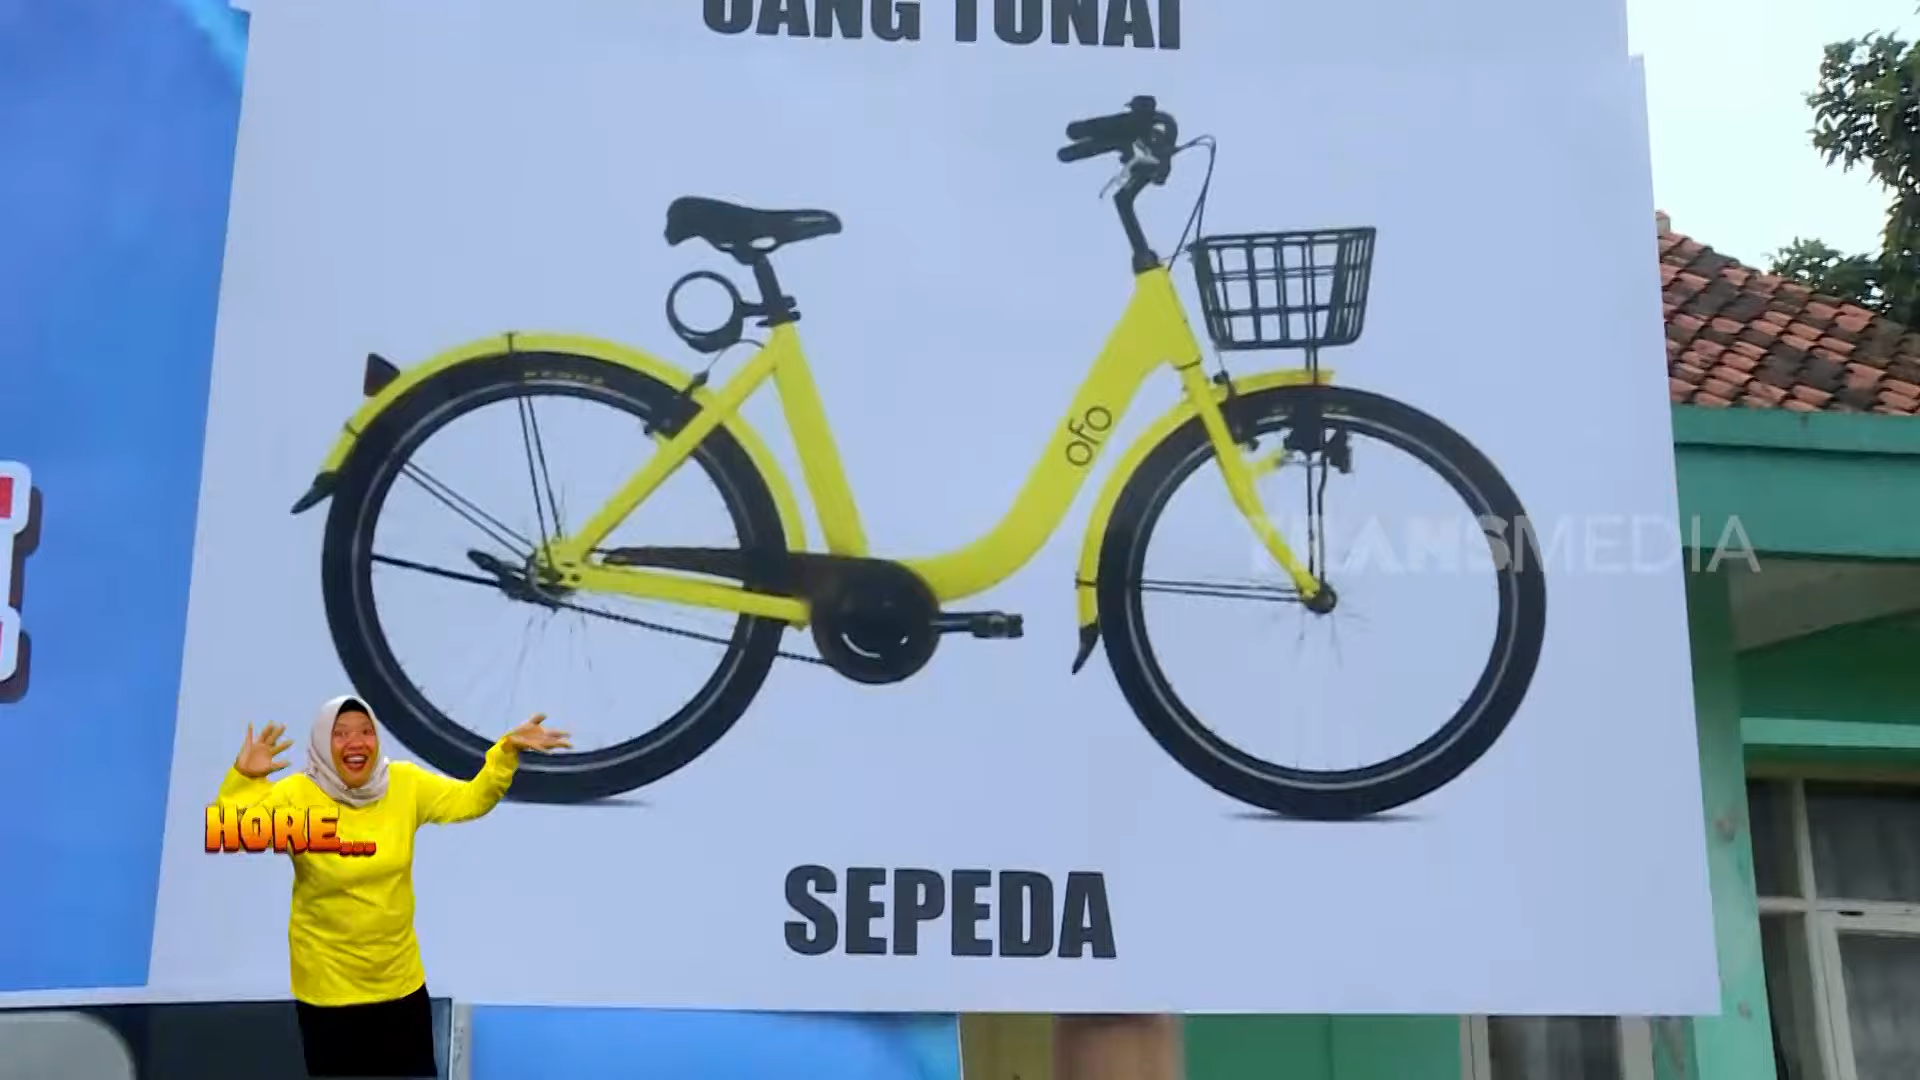 UANG TUNAI
ofo
TRANSMEDIA
HORE...
SEPEDA